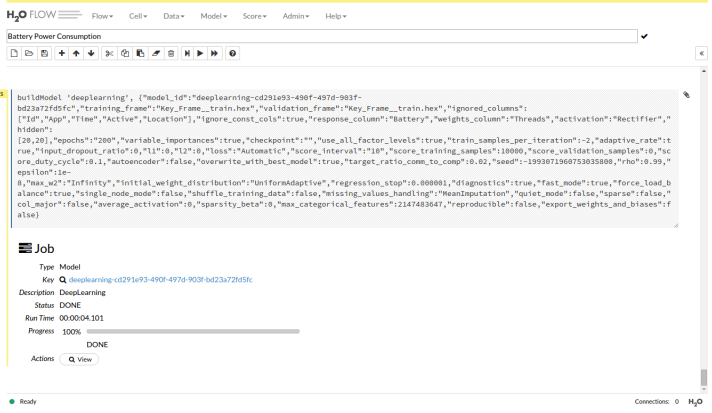 H2O FLOW Flow Cell Data Model Score Admin Help
Battery Power Consumption
buildModel 'deeplearning', {"model_id":"deeplearning-cd291e93-490f-497d-903f-
bd23a72fd5fc","training_frame":"Key_Frame__train.hex","validation_frame":"Key_Frame__train.hex","ignored_columns":
["Id","App","Time","Active","Location"],"ignore_const_cols":true,"response_column":"Battery","weights_column":"Threads","activation":"Rectifier","
hidden":
[20,20],"epochs":"200","variable_importances":true,"checkpoint":"","use_all_factor_levels":true,"train_samples_per_iteration":-2,"adaptive_rate":t
rue,"input_dropout_ratio":0,"l1":0,"l2":0,"loss":"Automatic","score_interval":"10","score_training_samples":10000,"score_validation_samples":0,"sc
ore_duty_cycle":0.1,"autoencoder":false,"overwrite_with_best_model":true,"target_ratio_comm_to_comp":0.02,"seed":-1993071960753035800,"rho":0.99,"
epsilon":1e-
8,"max_w2":"Infinity","initial_weight_distribution":"UniformAdaptive","regression_stop":0.000001,"diagnostics":true,"fast_mode":true,"force_load_b
alance":true,"single_node_mode":false,"shuffle_training_data":false,"missing_values_handling":"MeanImputation","quiet_mode":false,"sparse":false,"
col_major":false,"average_activation":0,"sparsity_beta":0,"max_categorical_features":2147483647,"reproducible":false,"export_weights_and_biases":f
alse}
Job
Type Model
Key deeplearning-cd291e93-490f-497d-903f-bd23a72fd5fc
Description DeepLearning
Status DONE
Run Time 00:00:04.101
Progress 100%
DONE
Actions View
Ready Connections: 0 H2O